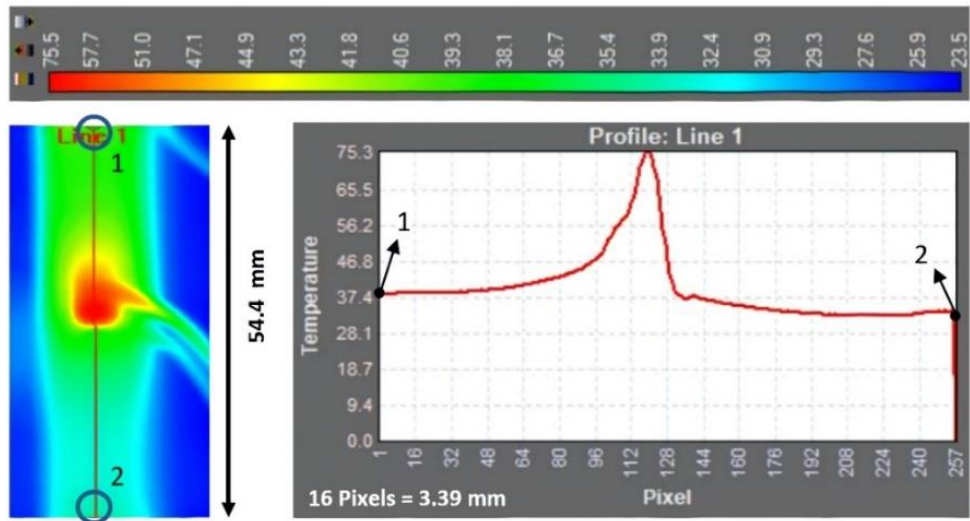 75.5 57.7 51.0 47.1 44.9 43.3 41.8 40.6 39.3 38.1 36.7 35.4 33.9 32.4 30.9 29.3 27.6 25.9 23.5
Line 1
1
2
54.4 mm
Profile: Line 1
Temperature
75.3
65.5
56.2
46.8
37.4
28.1
18.7
9.4
0.0
1
2
1 16 32 48 64 80 96 112 128 144 160 176 192 208 224 240 257
16 Pixels = 3.39 mm
Pixel